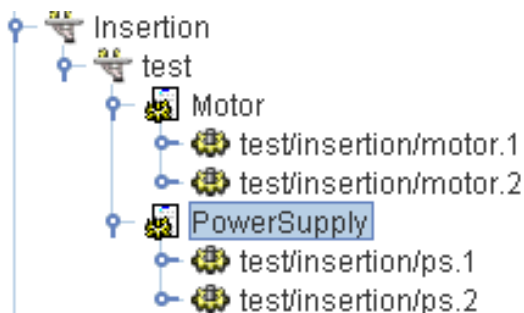 Insertion
test
Motor
test/insertion/motor.1
test/insertion/motor.2
PowerSupply
test/insertion/ps.1
test/insertion/ps.2